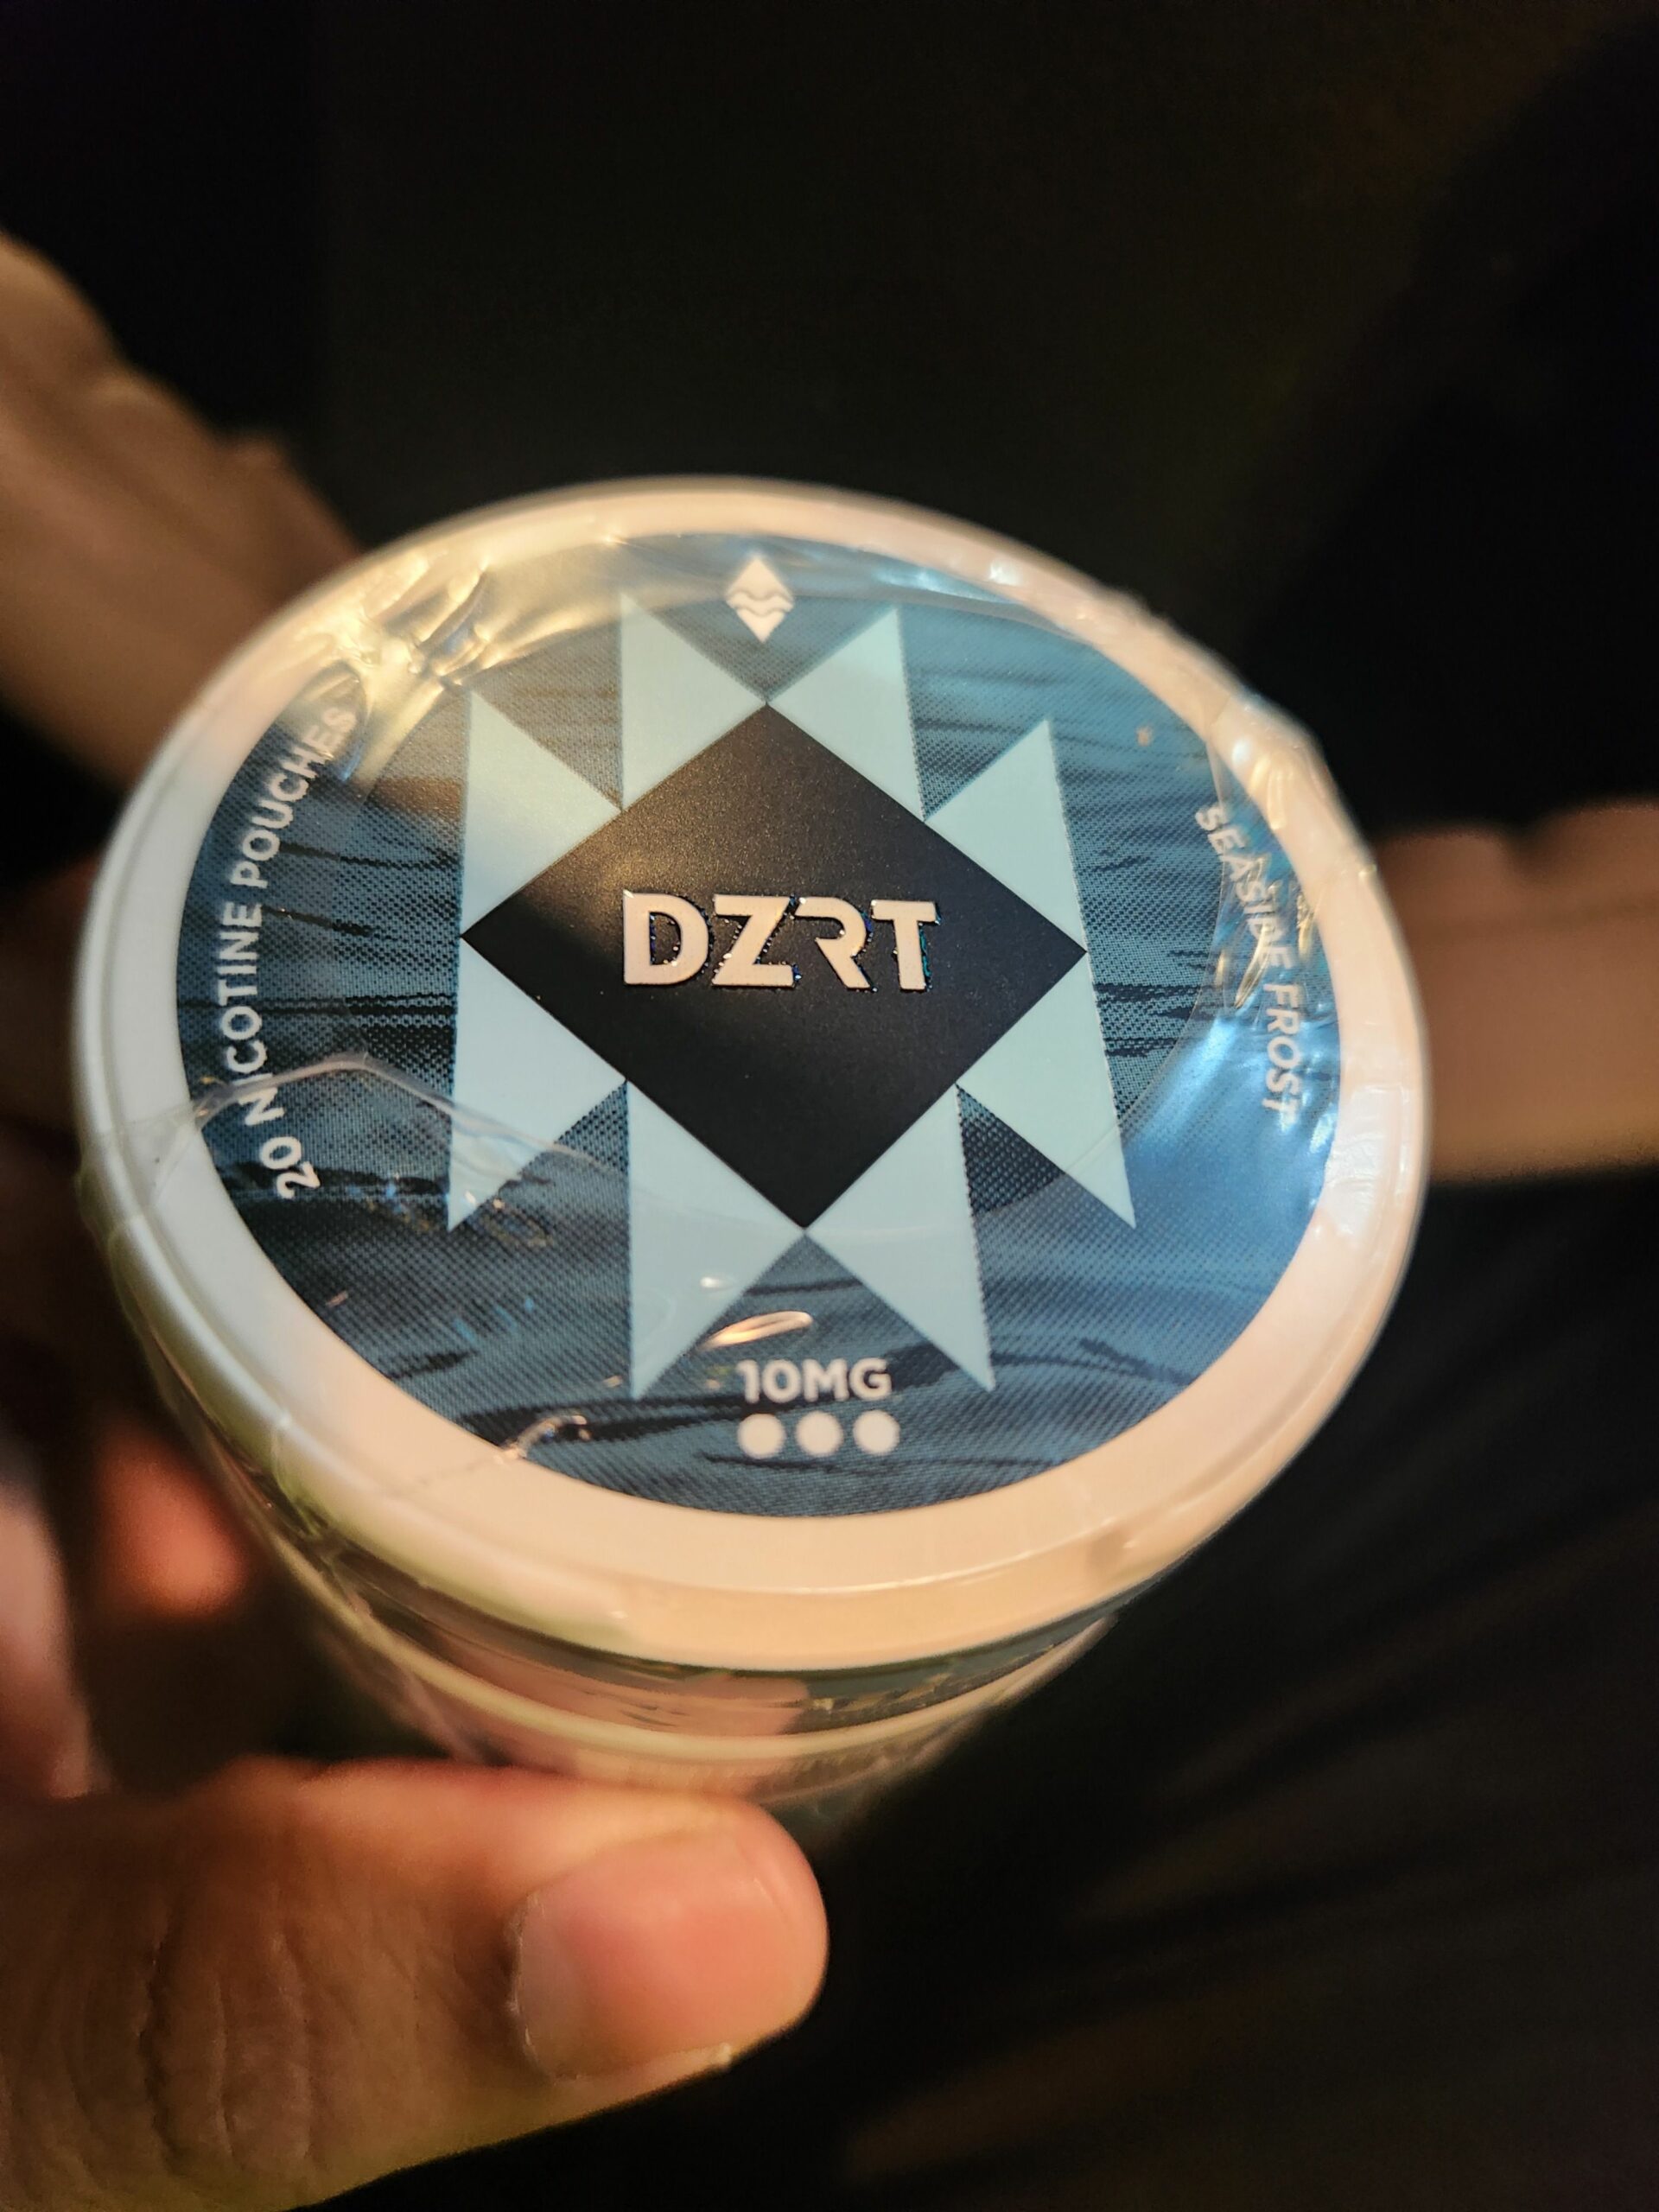 20 NICOTINE POUCHES
SEASIDE FROST
DZRT
10MG